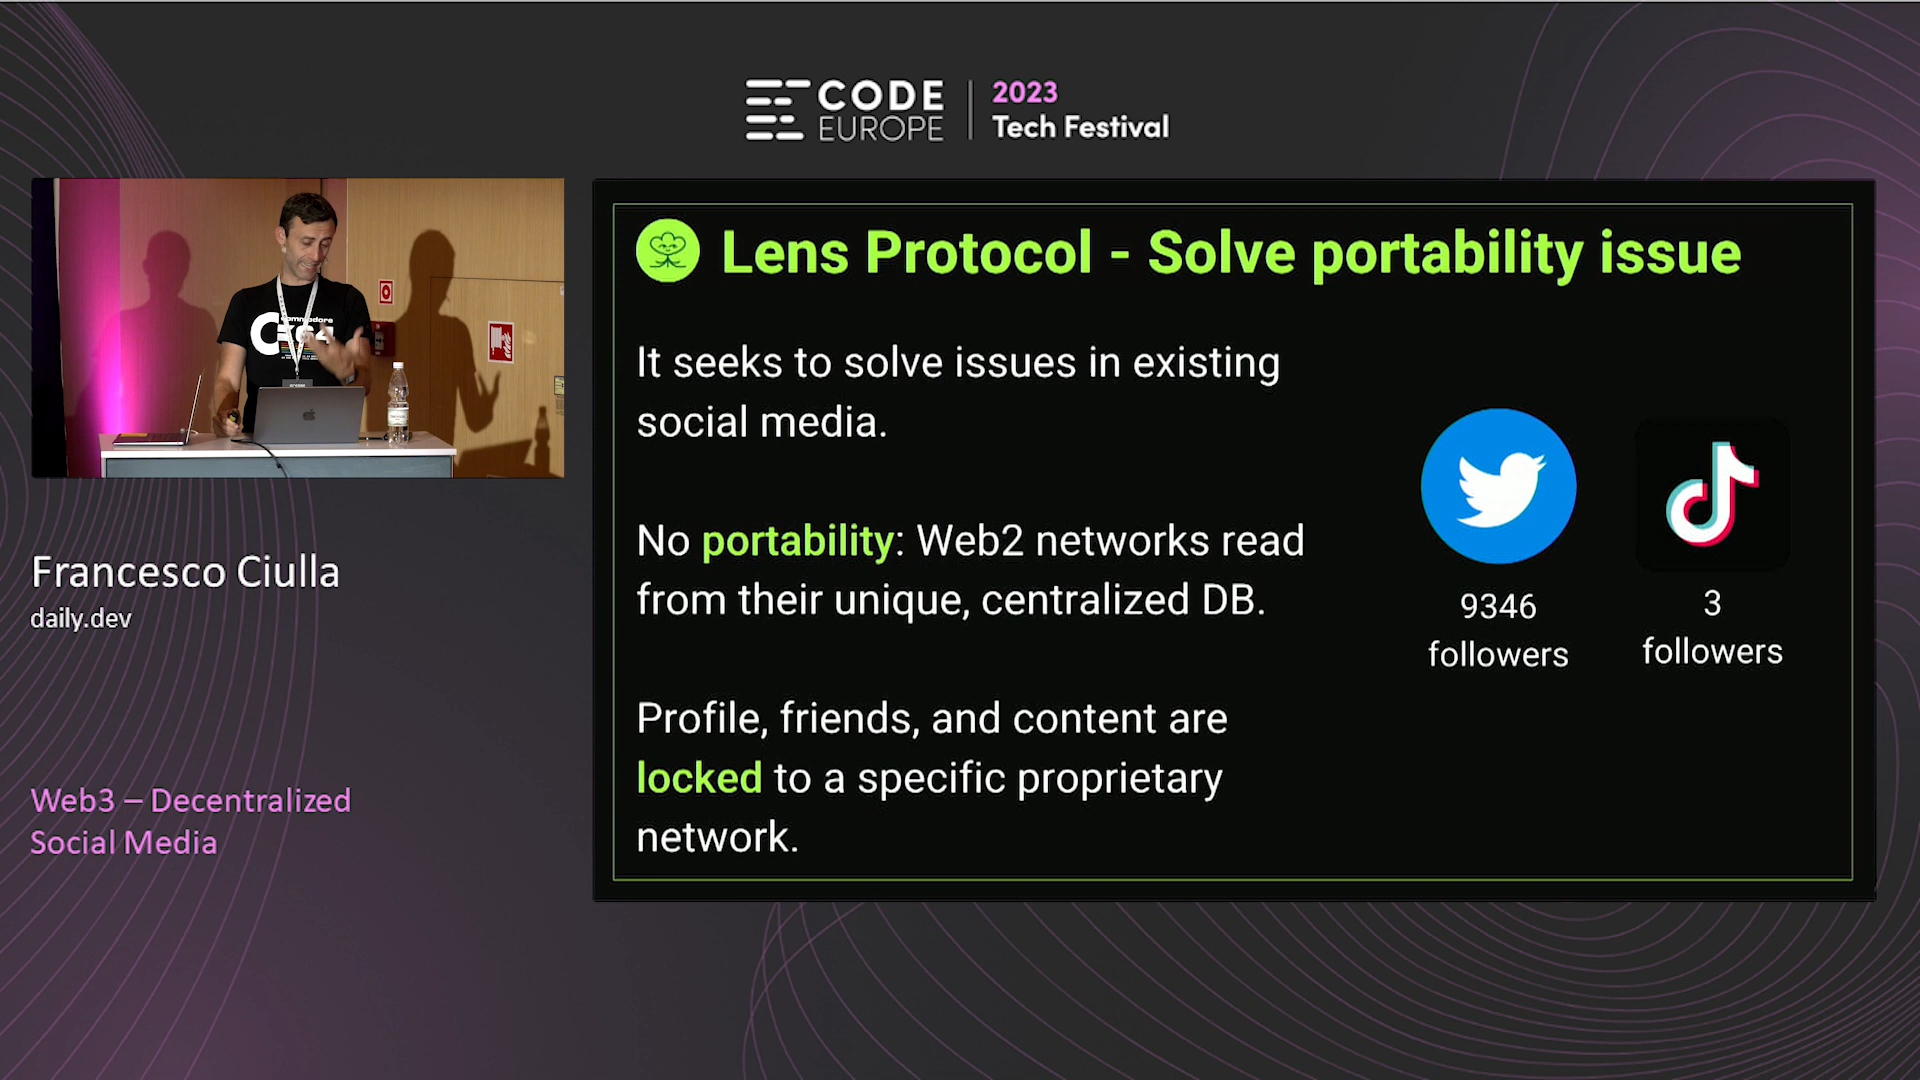 CODE
EUROPE
2023
Tech Festival
commodore
C64
Francesco Ciulla
daily.dev
Web3 – Decentralized
Social Media
Lens Protocol - Solve portability issue
It seeks to solve issues in existing
social media.
No portability: Web2 networks read
from their unique, centralized DB.
Profile, friends, and content are
locked to a specific proprietary
network.
9346
followers
3
followers